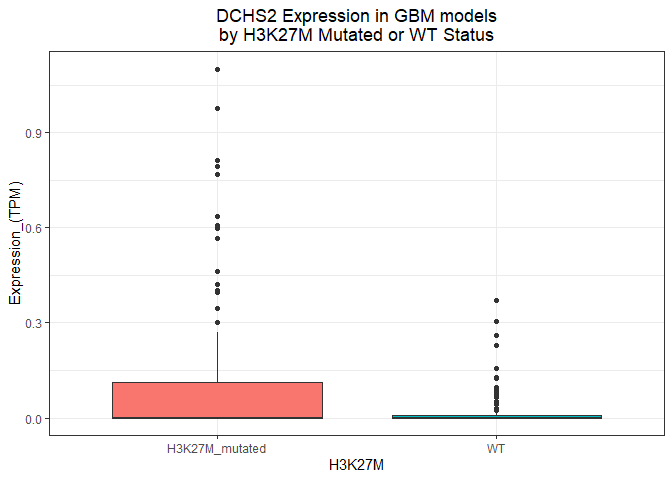 DCHS2 Expression in GBM models
by H3K27M Mutated or WT Status
Expression_(TPM)
0.9
0.6
0.3
0.0
H3K27M_mutated
WT
H3K27M